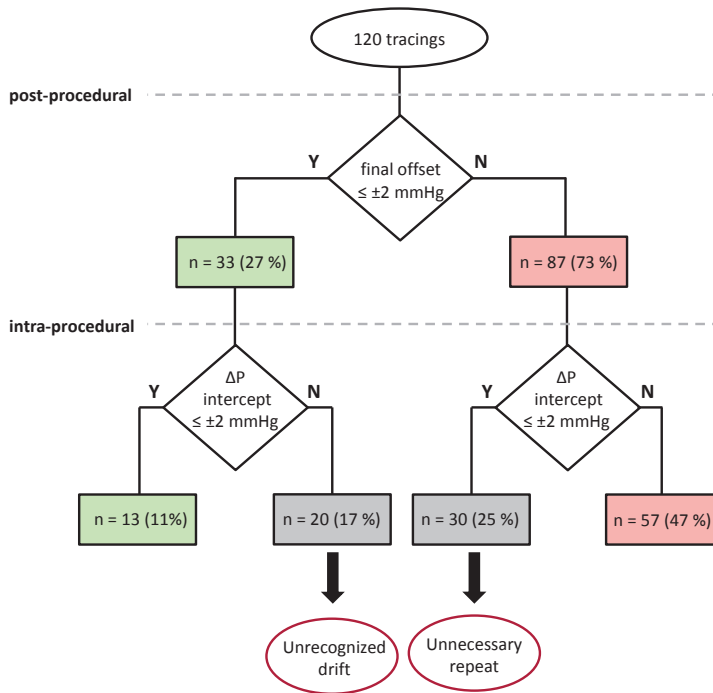 120 tracings
post-procedural
Y
N
final offset
≤ ±2 mmHg
n = 33 (27 %)
n = 87 (73 %)
intra-procedural
Y
N
ΔP
intercept
≤ ±2 mmHg
Y
N
ΔP
intercept
≤ ±2 mmHg
n = 13 (11%)
n = 20 (17 %)
n = 30 (25 %)
n = 57 (47 %)
Unrecognized
drift
Unnecessary
repeat